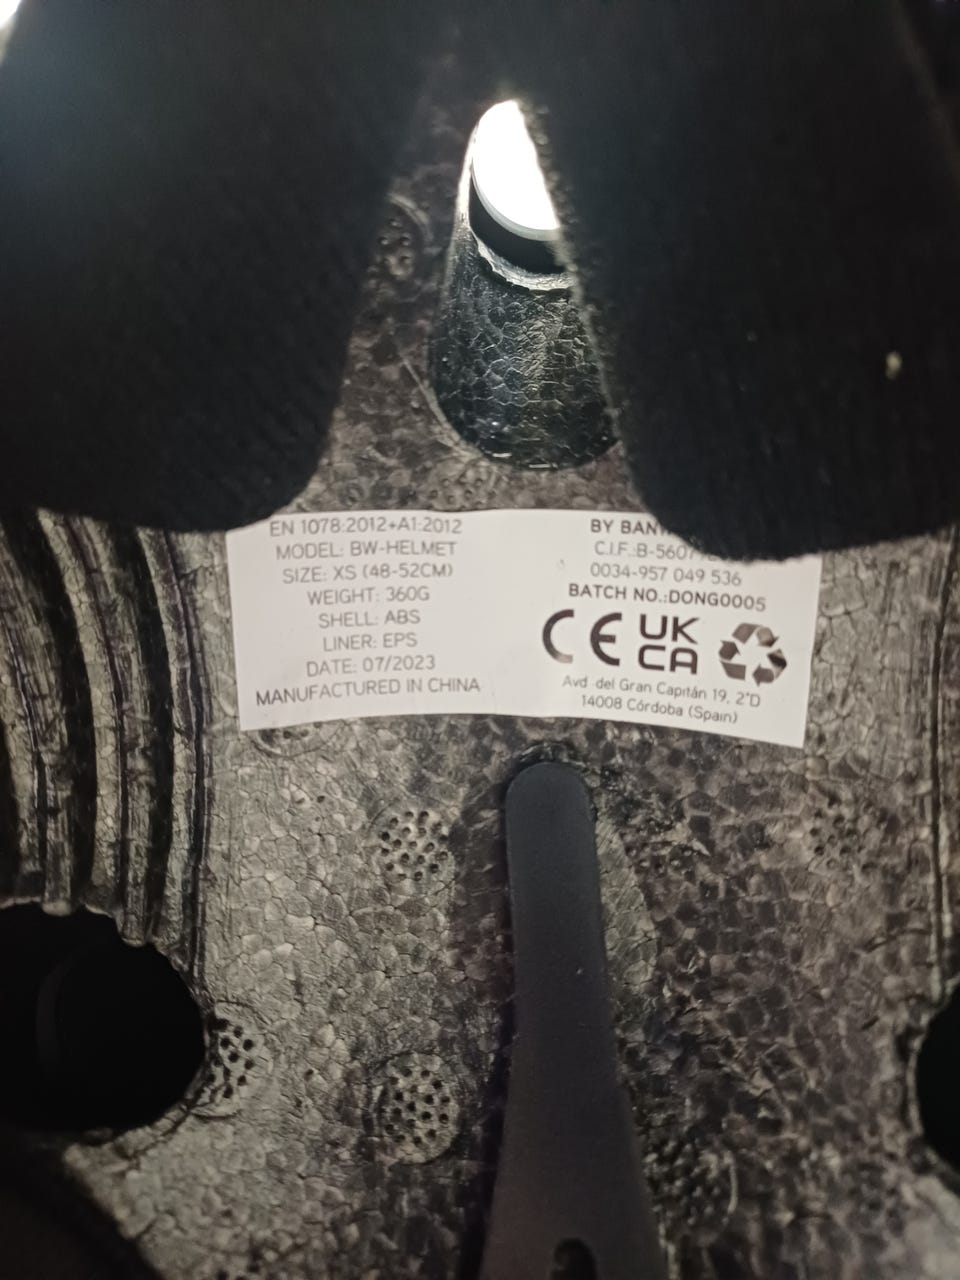 EN 1078:2012+A1:2012
MODEL: BW-HELMET
SIZE: XS (48-52CM)
WEIGHT: 360G
SHELL: ABS
LINER: EPS
DATE: 07/2023
MANUFACTURED IN CHINA
BY
C.I.F.:B-5607
0034-957 049 536
BATCH NO.:DONG0005
CE UK
CA
Avd. del Gran Capitán 19, 2°D
14008 Córdoba (Spain)